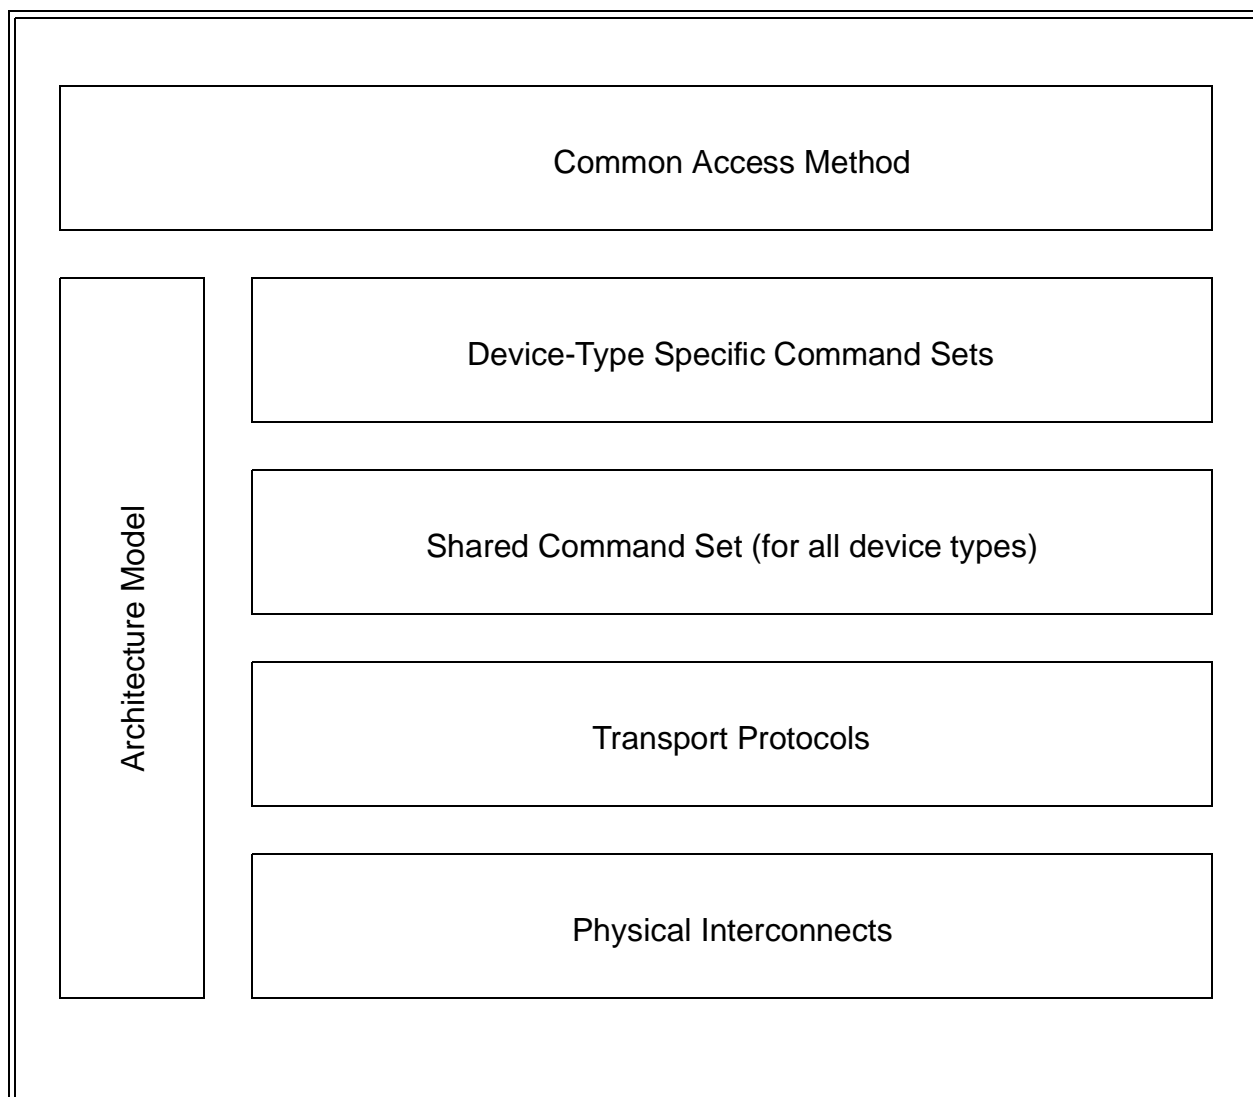 Common Access Method
Architecture Model
Device-Type Specific Command Sets
Shared Command Set (for all device types)
Transport Protocols
Physical Interconnects